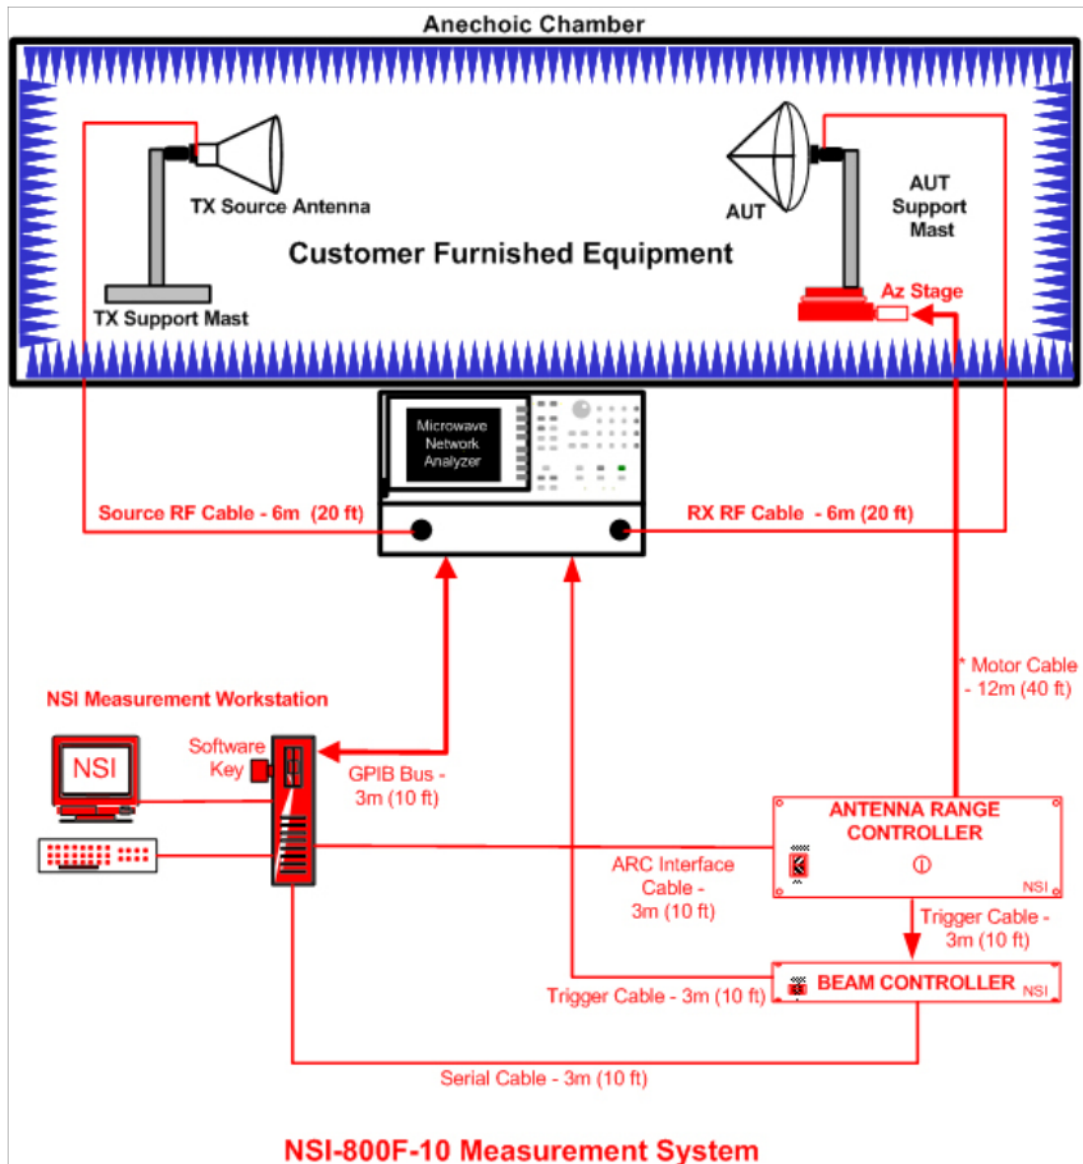 Anechoic Chamber
TX Source Antenna
AUT
AUT
Support
Mast
Customer Furnished Equipment
Az Stage
TX Support Mast
Microwave
Network
Analyzer
Source RF Cable - 6m (20 ft)
RX RF Cable - 6m (20 ft)
* Motor Cable
- 12m (40 ft)
NSI Measurement Workstation
NSI
Software
Key
GPIB Bus -
3m (10 ft)
ANTENNA RANGE
CONTROLLER
NSI
ARC Interface
Cable -
3m (10 ft)
Trigger Cable -
3m (10 ft)
BEAM CONTROLLER
NSI
Trigger Cable - 3m (10 ft)
Serial Cable - 3m (10 ft)
NSI-800F-10 Measurement System